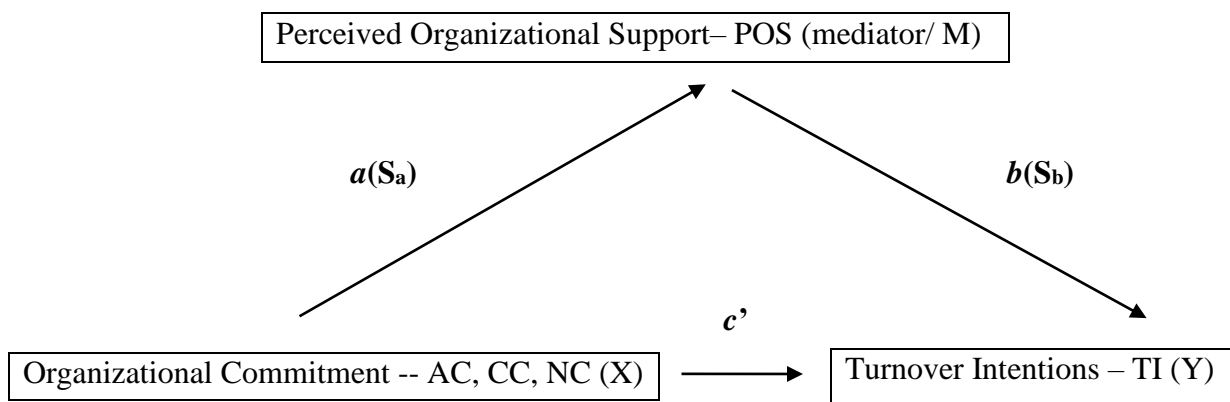 Perceived Organizational Support– POS (mediator/ M)
a(Sa)
b(Sb)
c’
Organizational Commitment -- AC, CC, NC (X)
Turnover Intentions – TI (Y)